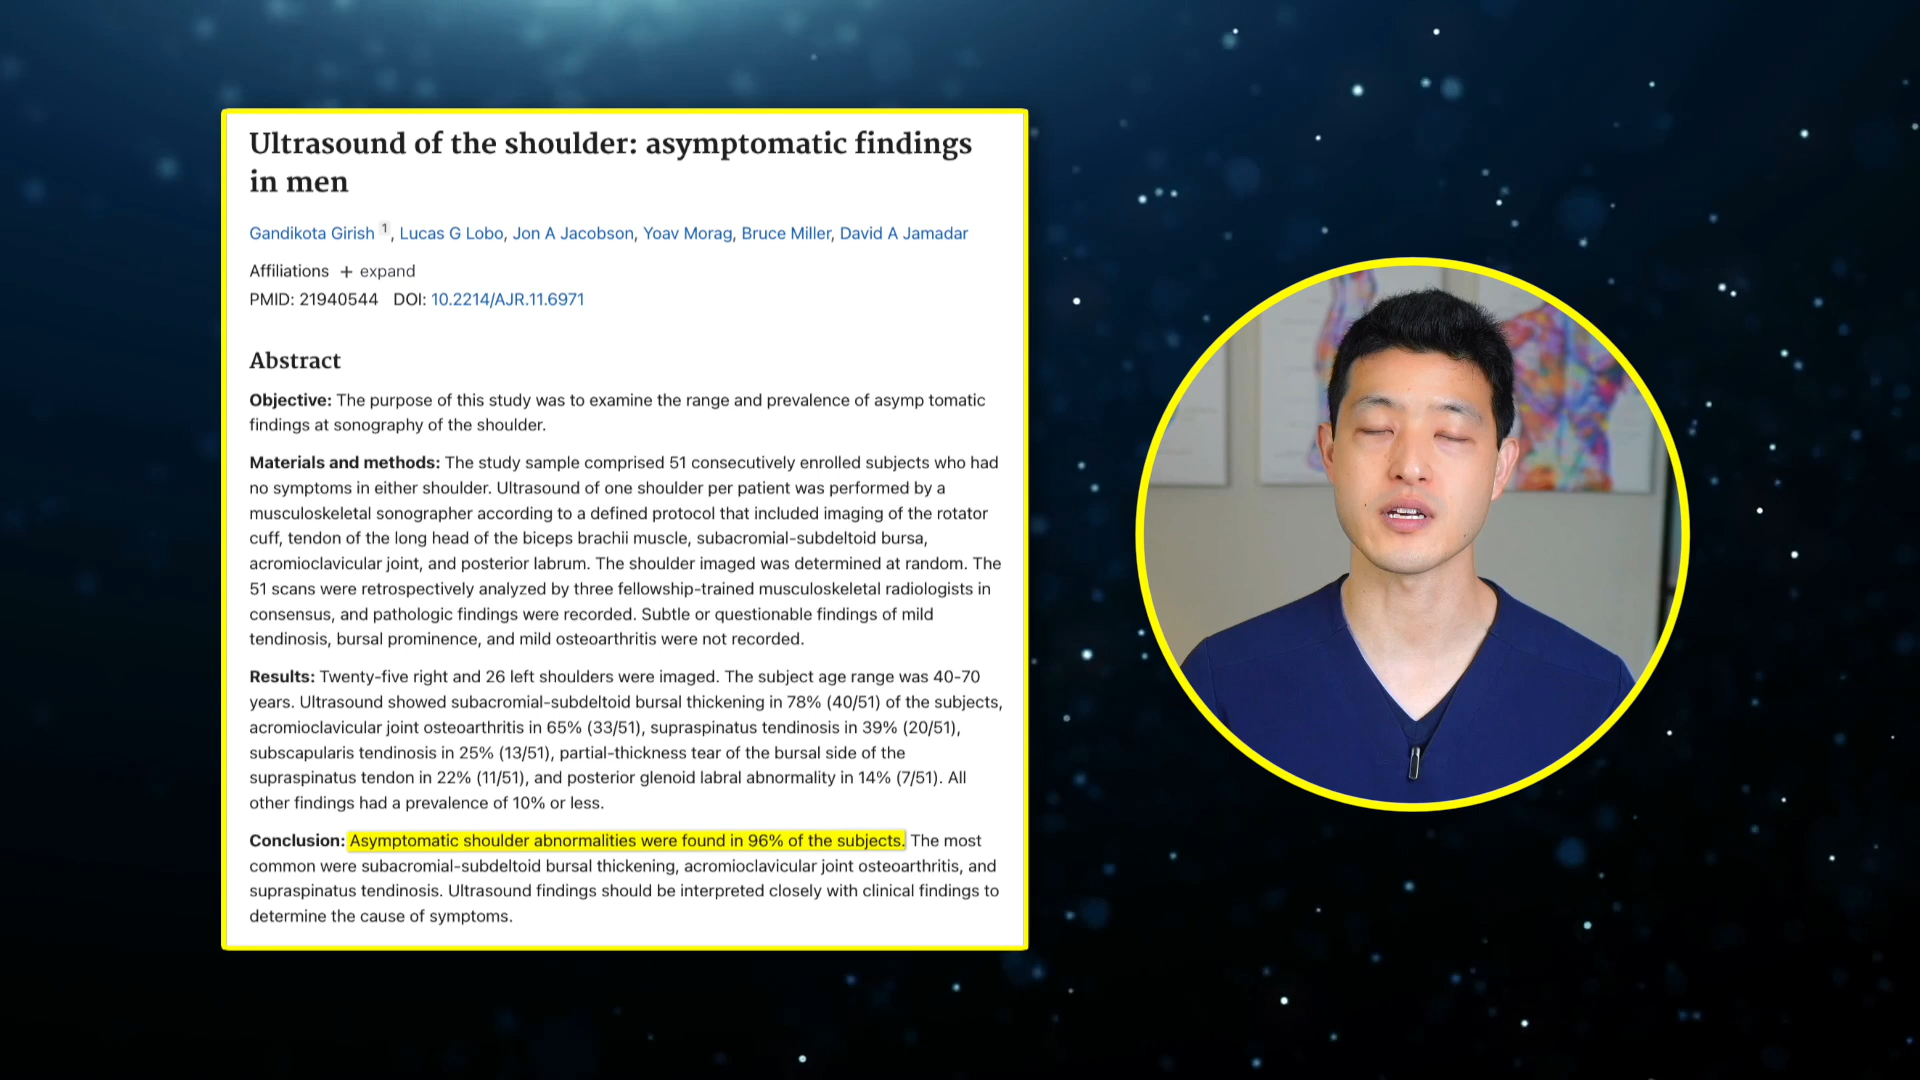 Ultrasound of the shoulder: asymptomatic findings
in men
Gandikota Girish 1, Lucas G Lobo, Jon A Jacobson, Yoav Morag, Bruce Miller, David A Jamadar
Affiliations + expand
PMID: 21940544 DOI: 10.2214/AJR.11.6971
Abstract
Objective: The purpose of this study was to examine the range and prevalence of asymp tomatic
findings at sonography of the shoulder.
Materials and methods: The study sample comprised 51 consecutively enrolled subjects who had
no symptoms in either shoulder. Ultrasound of one shoulder per patient was performed by a
musculoskeletal sonographer according to a defined protocol that included imaging of the rotator
cuff, tendon of the long head of the biceps brachii muscle, subacromial-subdeltoid bursa,
acromioclavicular joint, and posterior labrum. The shoulder imaged was determined at random. The
51 scans were retrospectively analyzed by three fellowship-trained musculoskeletal radiologists in
consensus, and pathologic findings were recorded. Subtle or questionable findings of mild
tendinosis, bursal prominence, and mild osteoarthritis were not recorded.
Results: Twenty-five right and 26 left shoulders were imaged. The subject age range was 40-70
years. Ultrasound showed subacromial-subdeltoid bursal thickening in 78% (40/51) of the subjects,
acromioclavicular joint osteoarthritis in 65% (33/51), supraspinatus tendinosis in 39% (20/51),
subscapularis tendinosis in 25% (13/51), partial-thickness tear of the bursal side of the
supraspinatus tendon in 22% (11/51), and posterior glenoid labral abnormality in 14% (7/51). All
other findings had a prevalence of 10% or less.
Conclusion: Asymptomatic shoulder abnormalities were found in 96% of the subjects. The most
common were subacromial-subdeltoid bursal thickening, acromioclavicular joint osteoarthritis, and
supraspinatus tendinosis. Ultrasound findings should be interpreted closely with clinical findings to
determine the cause of symptoms.